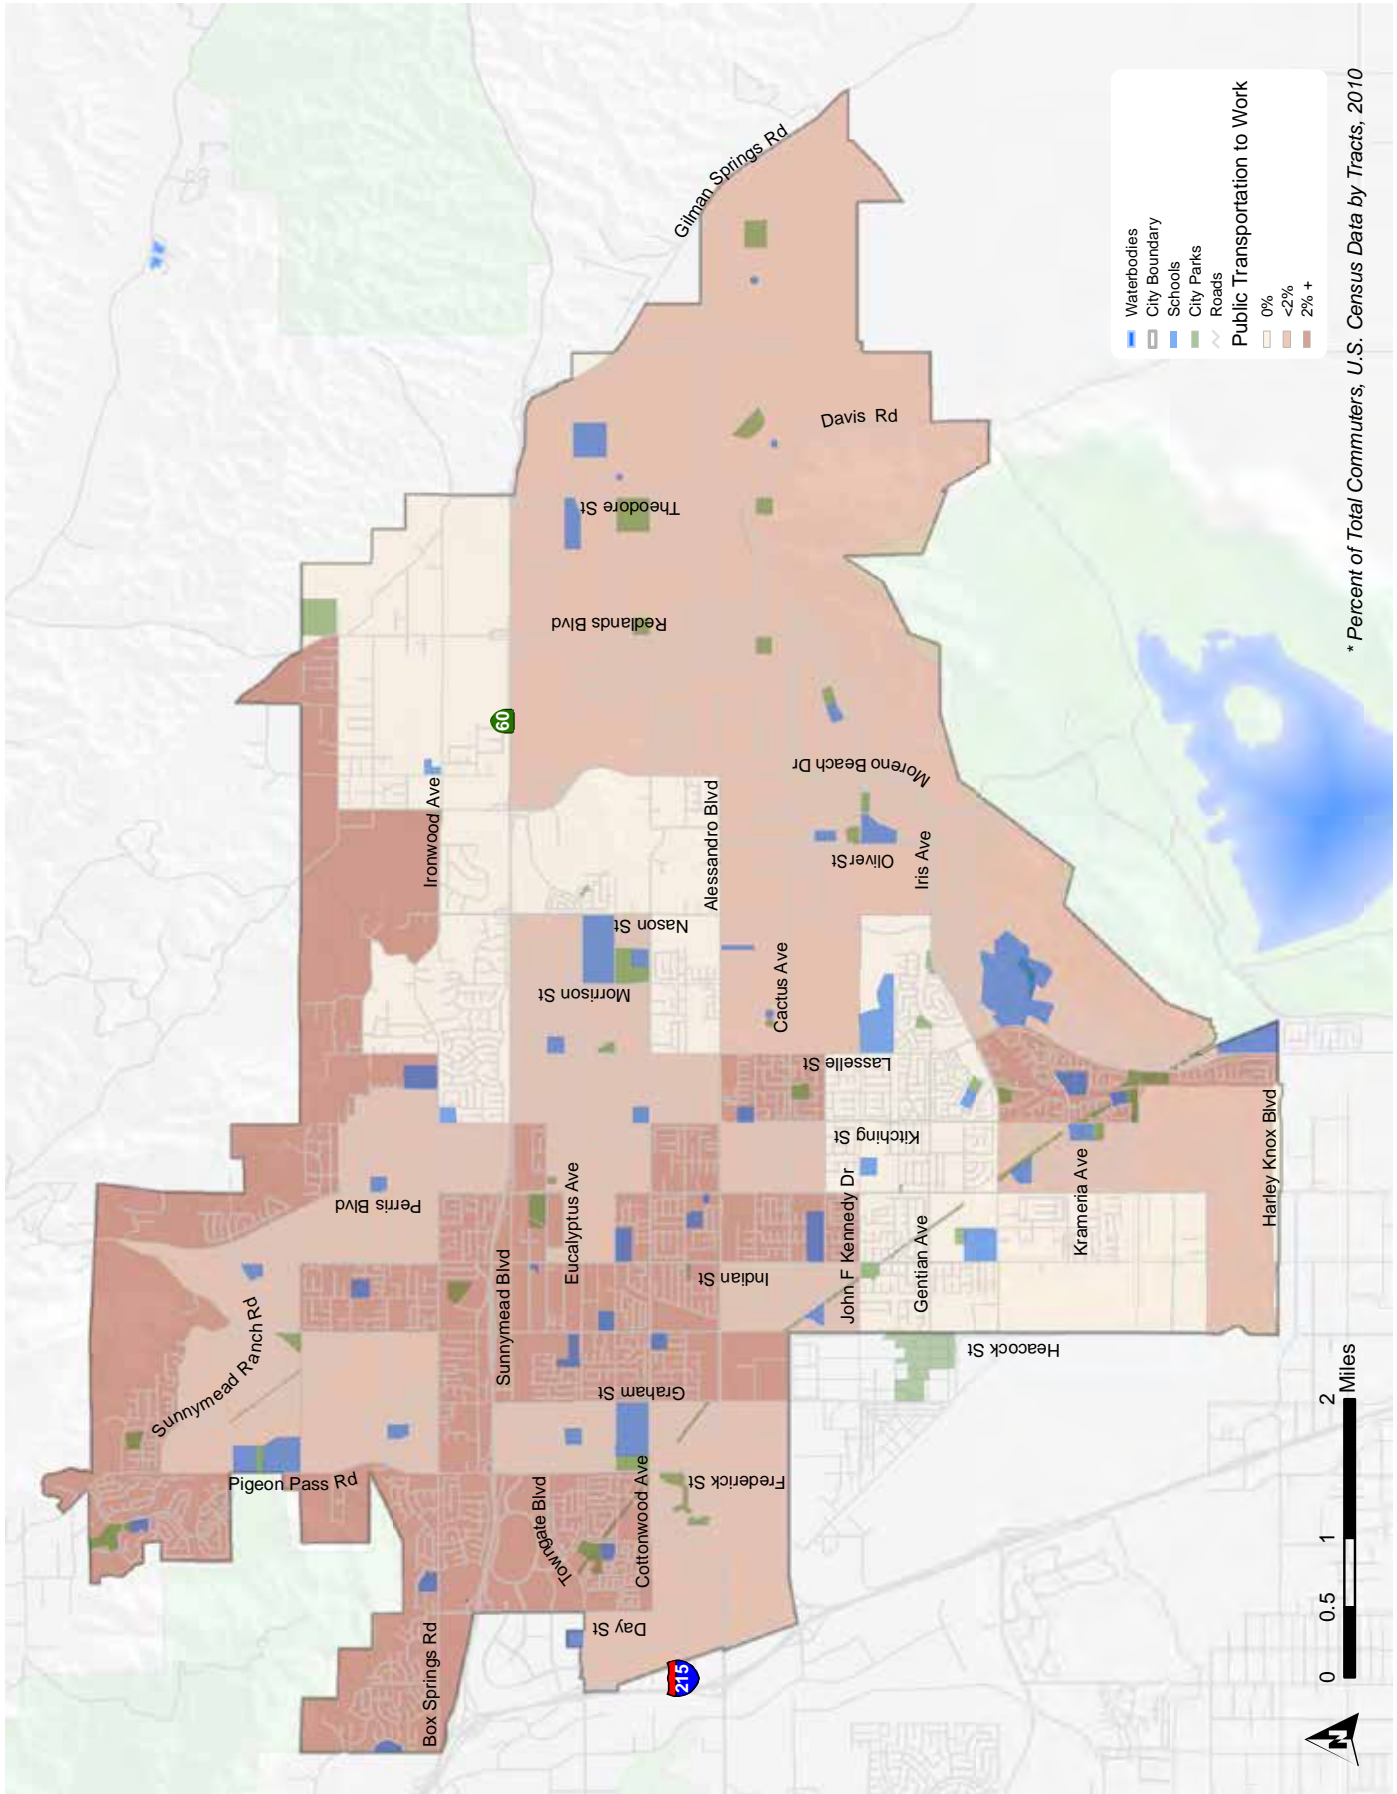 Gilman Springs Rd
Davis Rd
Theodore St
Redlands Blvd
60
Moreno Beach Dr
Ironwood Ave
Alessandro Blvd
Oliver St
Iris Ave
Nason St
Morrison St
Cactus Ave
Lasselle St
Kitching St
Perris Blvd
Eucalyptus Ave
John F Kennedy Dr
Krameria Ave
Harley Knox Blvd
Gentian Ave
Indian St
Sunnymead Blvd
Sunnymead Ranch Rd
Heacock St
Graham St
Pigeon Pass Rd
Frederick St
Cottonwood Ave
Towngate Blvd
Day St
Box Springs Rd
215
Waterbodies
City Boundary
Schools
City Parks
Roads
Public Transportation to Work
0%
<2%
2% +
* Percent of Total Commuters, U.S. Census Data by Tracts, 2010
N
0 0.5 1 2
Miles